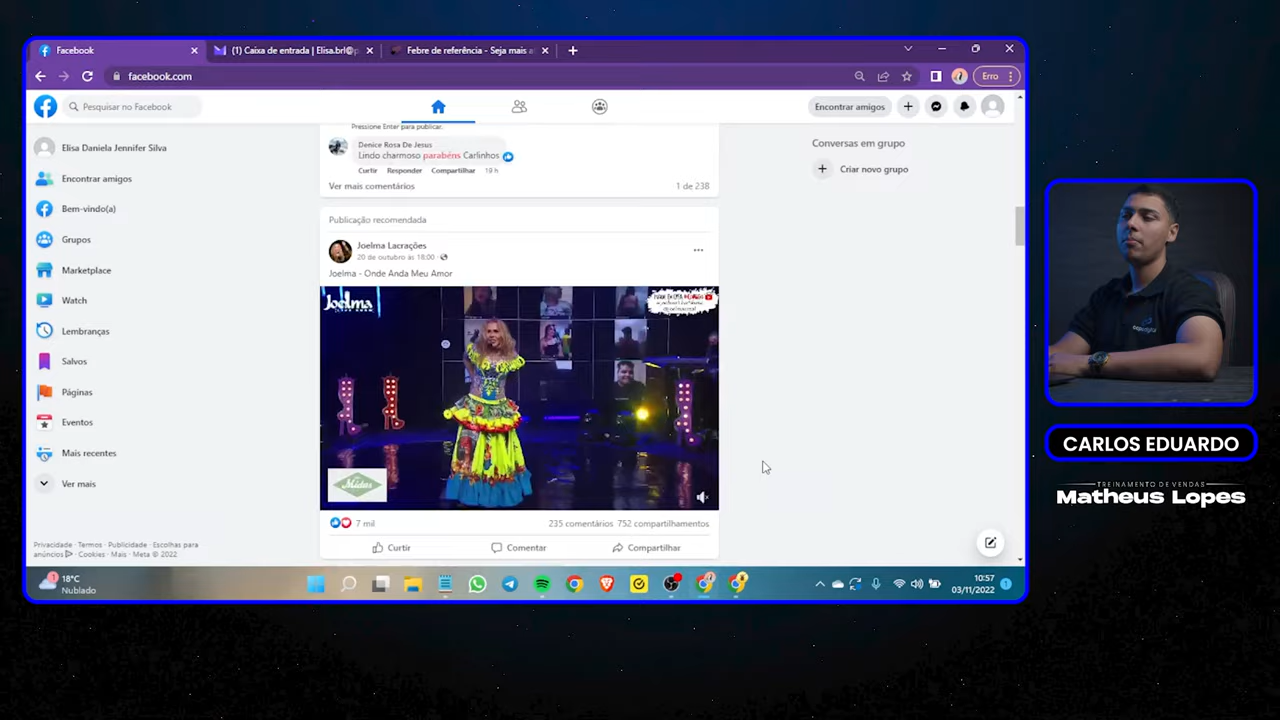 Facebook
(1) Caixa de entrada | Elisa.brl@
Febre de referência - Seja mais a
facebook.com
Erro
Pesquisar no Facebook
Encontrar amigos
Elisa Daniela Jennifer Silva
Encontrar amigos
Bem-vindo(a)
Grupos
Marketplace
Watch
Lembranças
Salvos
Páginas
Eventos
Mais recentes
Ver mais
Privacidade · Termos · Publicidade · Escolhas para
anúncios · Cookies · Mais · Meta © 2022
Pressione Enter para publicar.
Denice Rosa De Jesus
Lindo charmoso parabéns Carlinhos
Curtir Responder Compartilhar 19 h
Ver mais comentários 1 de 238
Publicação recomendada
Joelma Lacrações
20 de outubro às 18:00 ·
Joelma - Onde Anda Meu Amor
Joelma
Midas
7 mil 235 comentários 752 compartilhamentos
Curtir Comentar Compartilhar
Conversas em grupo
Criar novo grupo
18°C
Nublado
1
10:57
03/11/2022
1
CARLOS EDUARDO
TREINAMENTO DE VENDAS
Matheus Lopes